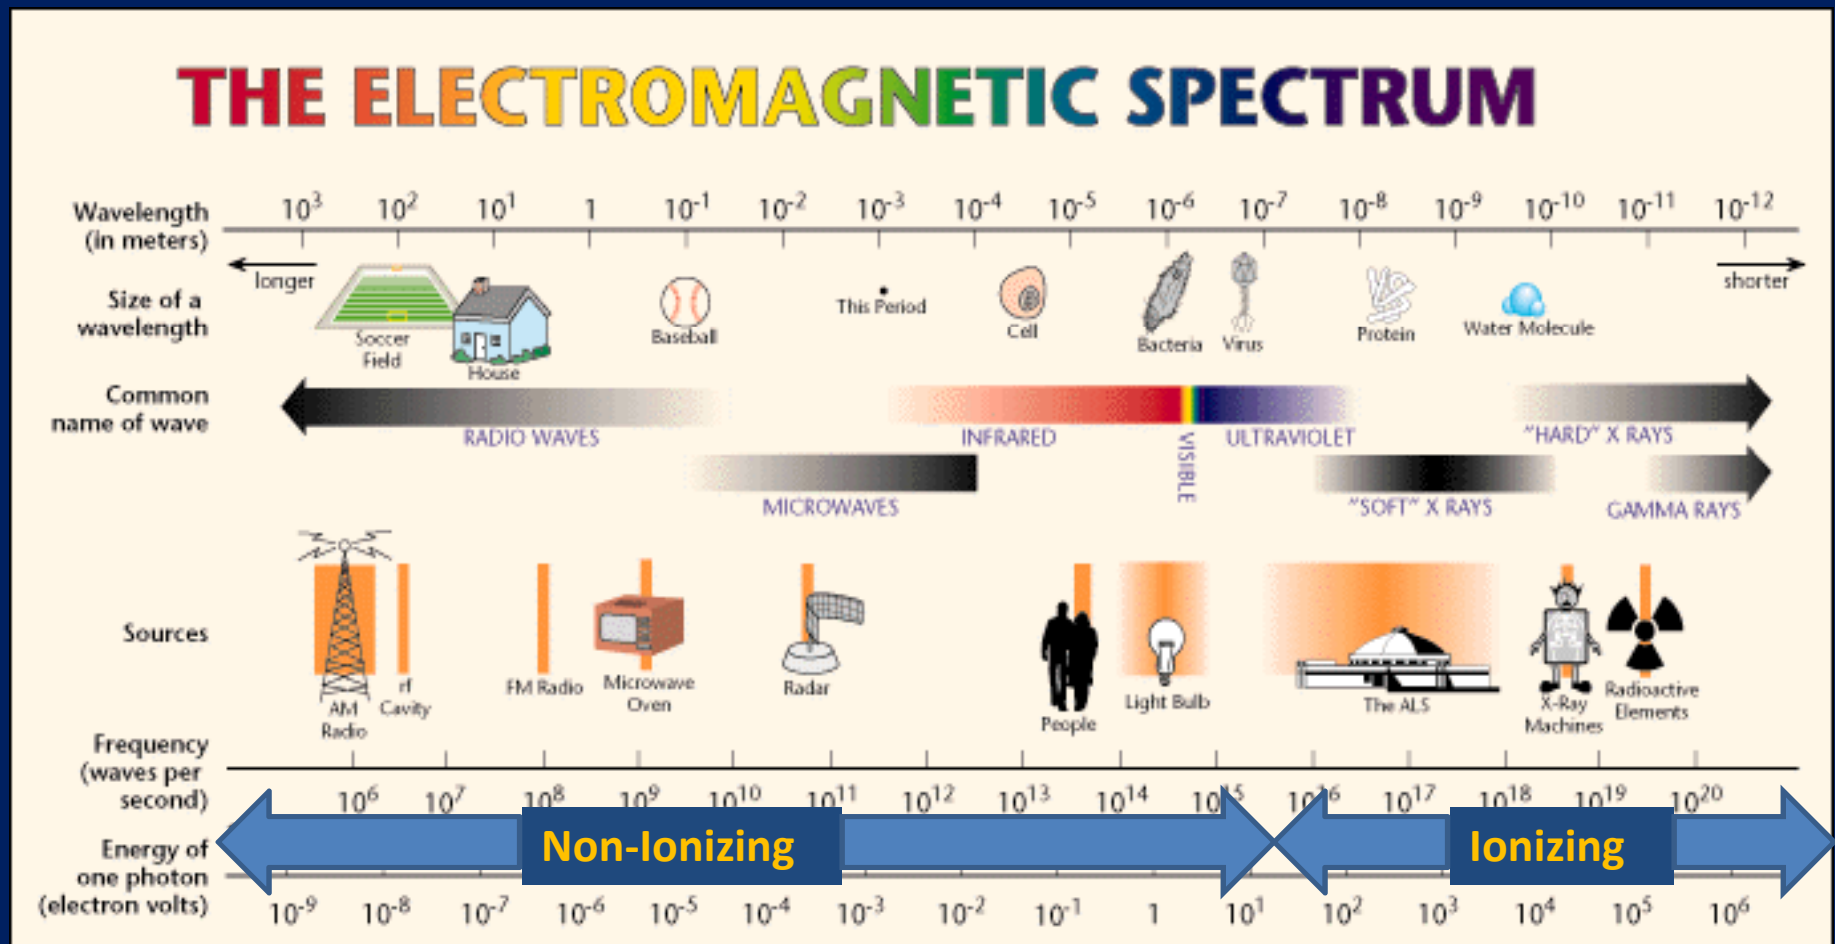 THE ELECTROMAGNETIC SPECTRUM
Wavelength
(in meters)
10³ 10² 10¹ 1 10⁻¹ 10⁻² 10⁻³ 10⁻⁴ 10⁻⁵ 10⁻⁶ 10⁻⁷ 10⁻⁸ 10⁻⁹ 10⁻¹⁰ 10⁻¹¹ 10⁻¹²
longer
shorter
Size of a
wavelength
Soccer
Field
House
Baseball
This Period
Cell
Bacteria
Virus
Protein
Water Molecule
Common
name of wave
RADIO WAVES
INFRARED
VISIBLE
ULTRAVIOLET
"HARD" X RAYS
MICROWAVES
"SOFT" X RAYS
GAMMA RAYS
Sources
AM
Radio
rf
Cavity
FM Radio
Microwave
Oven
Radar
People
Light Bulb
The ALS
X-Ray
Machines
Radioactive
Elements
Frequency
(waves per
second)
10⁶ 10⁷ 10⁸ 10⁹ 10¹⁰ 10¹¹ 10¹² 10¹³ 10¹⁴ 10¹⁵ 10¹⁶ 10¹⁷ 10¹⁸ 10¹⁹ 10²⁰
Non-Ionizing
Ionizing
Energy of
one photon
(electron volts)
10⁻⁹ 10⁻⁸ 10⁻⁷ 10⁻⁶ 10⁻⁵ 10⁻⁴ 10⁻³ 10⁻² 10⁻¹ 1 10¹ 10² 10³ 10⁴ 10⁵ 10⁶